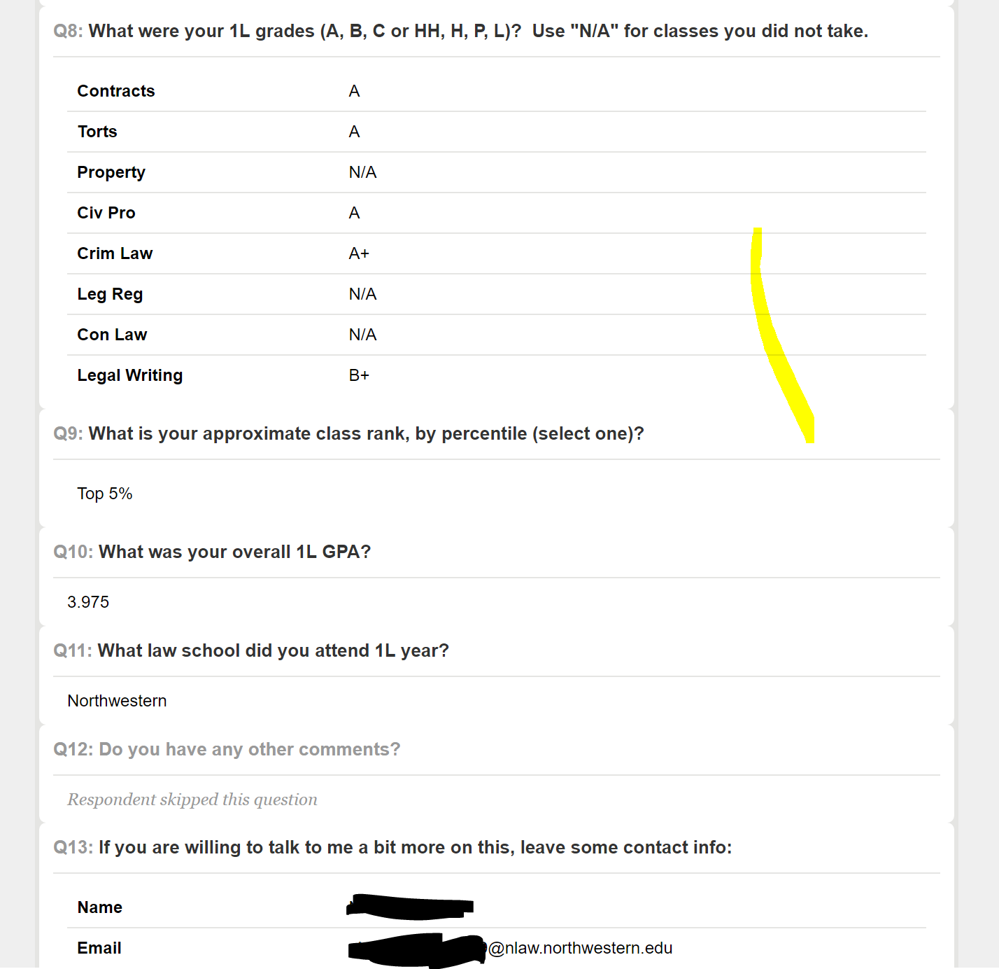 Q8: What were your 1L grades (A, B, C or HH, H, P, L)?  Use "N/A" for classes you did not take.
Contracts A
Torts A
Property N/A
Civ Pro A
Crim Law A+
Leg Reg N/A
Con Law N/A
Legal Writing B+
Q9: What is your approximate class rank, by percentile (select one)?
Top 5%
Q10: What was your overall 1L GPA?
3.975
Q11: What law school did you attend 1L year?
Northwestern
Q12: Do you have any other comments?
Respondent skipped this question
Q13: If you are willing to talk to me a bit more on this, leave some contact info:
Name
Email @nlaw.northwestern.edu